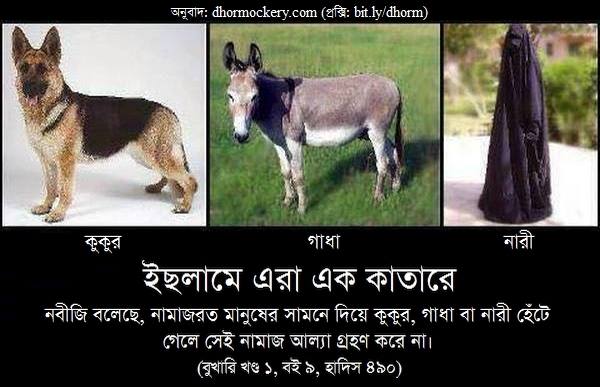 অনুবাদ: dhormockery.com (প্রক্সি: bit.ly/dhorm)
কুকুর গাধা নারী
ইছলামে এরা এক কাতারে
নবীজি বলেছে, নামাজরত মানুষের সামনে দিয়ে কুকুর, গাধা বা নারী হেঁটে
গেলে সেই নামাজ আল্যা গ্রহণ করে না।
(বুখারি খণ্ড ১, বই ৯, হাদিস ৪৯০)